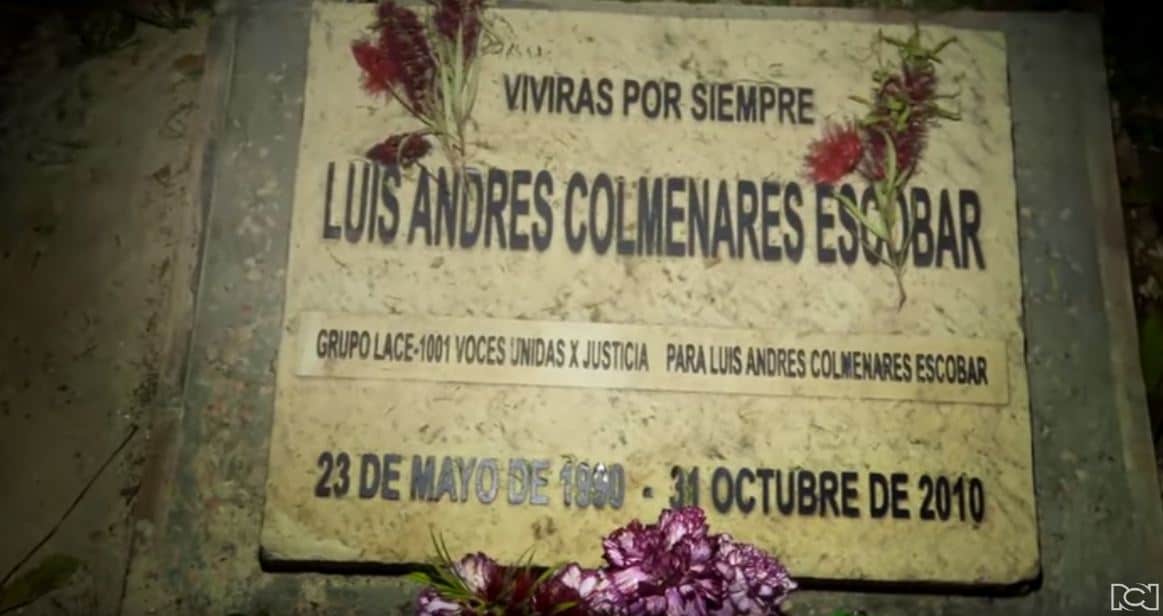 VIVIRAS POR SIEMPRE
LUIS ANDRES COLMENARES ESCOBAR
GRUPO LACE-1001 VOCES UNIDAS X JUSTICIA PARA LUIS ANDRES COLMENARES ESCOBAR
23 DE MAYO DE 1990 - 31 OCTUBRE DE 2010
RCN